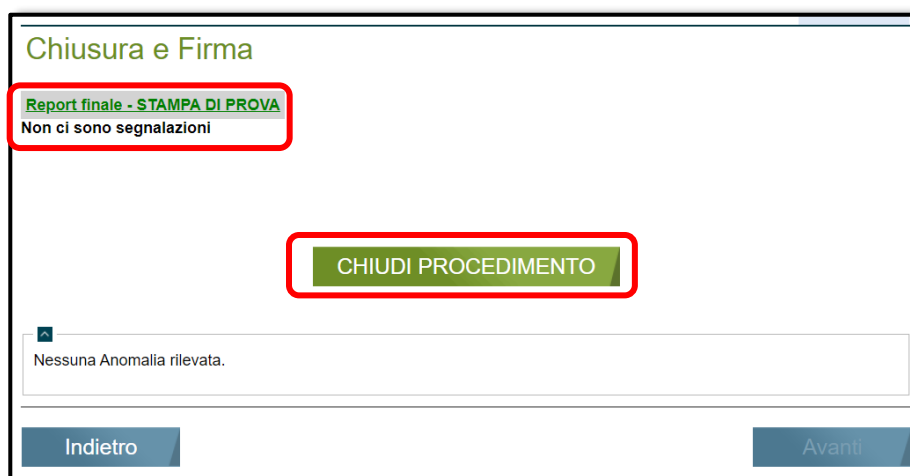 Chiusura e Firma
Report finale - STAMPA DI PROVA
Non ci sono segnalazioni
CHIUDI PROCEDIMENTO
Nessuna Anomalia rilevata.
Indietro
Avanti